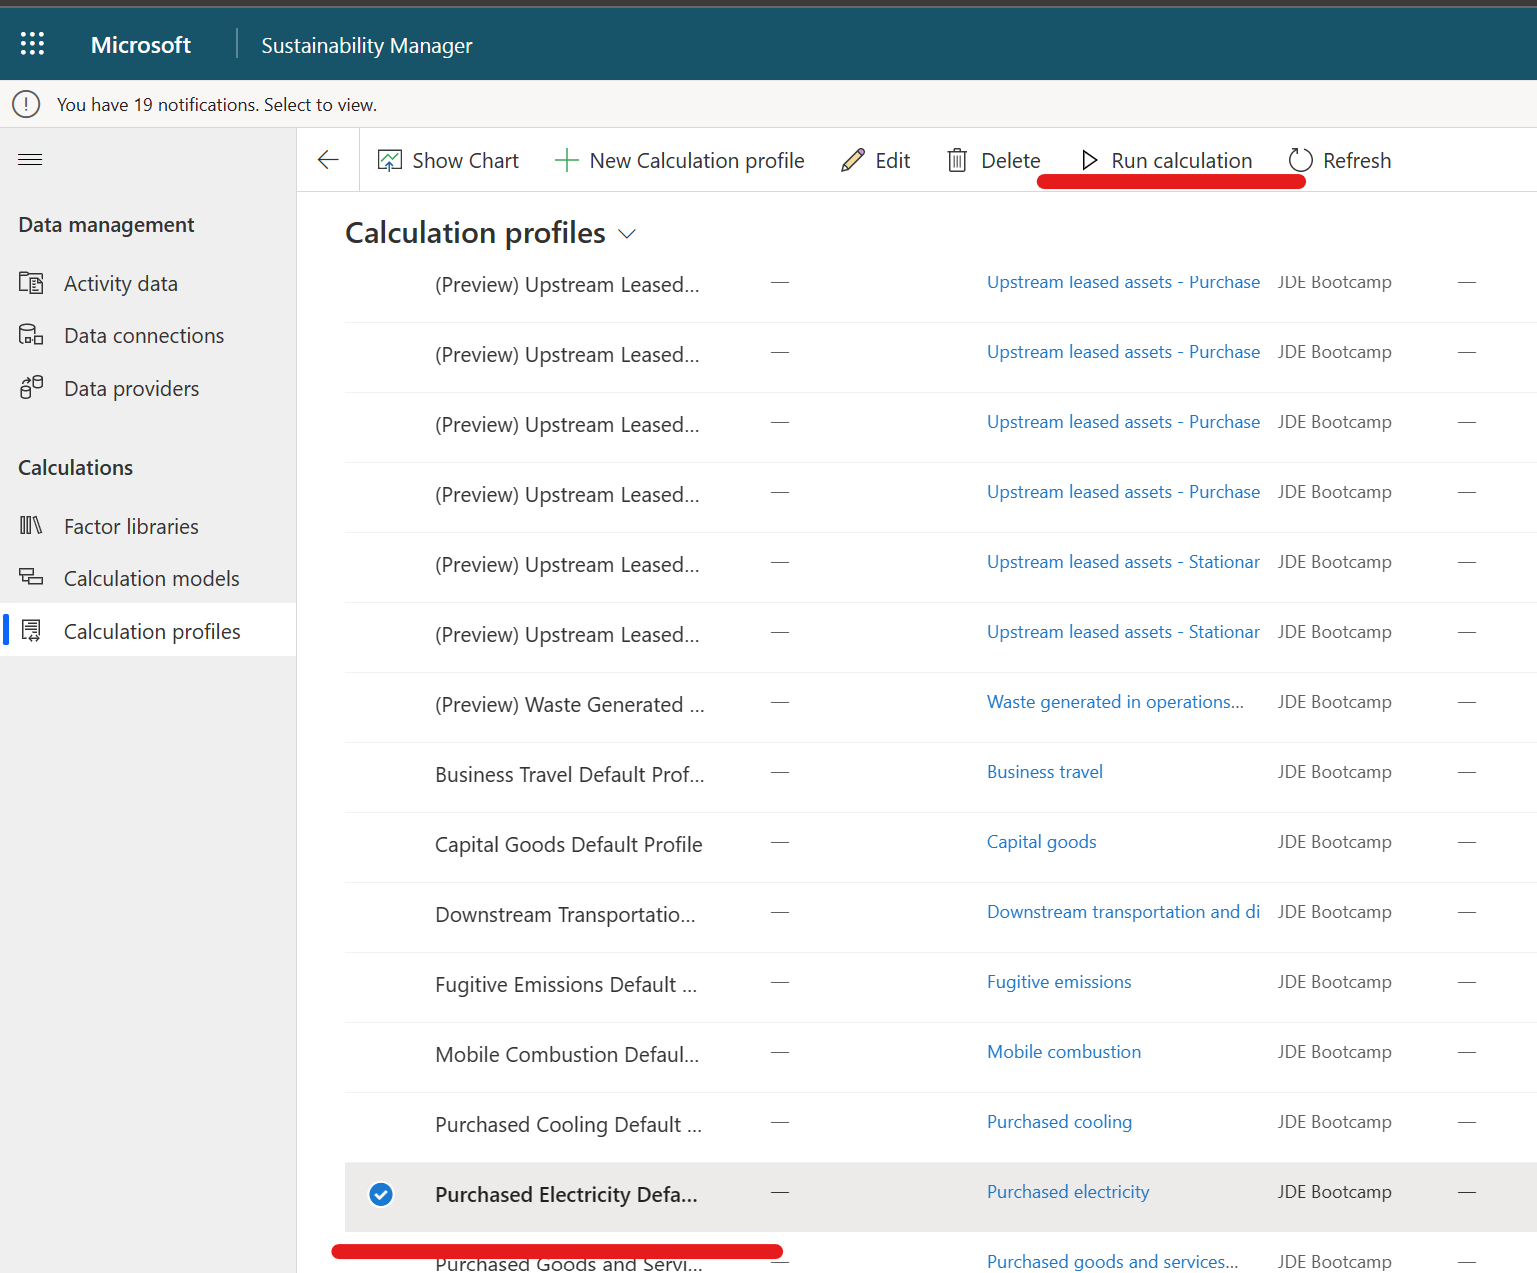 Microsoft Sustainability Manager
You have 19 notifications. Select to view.
Show Chart New Calculation profile Edit Delete Run calculation Refresh
Data management
Activity data
Data connections
Data providers
Calculations
Factor libraries
Calculation models
Calculation profiles
Calculation profiles
(Preview) Upstream Leased... — Upstream leased assets - Purchase JDE Bootcamp —
(Preview) Upstream Leased... — Upstream leased assets - Purchase JDE Bootcamp —
(Preview) Upstream Leased... — Upstream leased assets - Purchase JDE Bootcamp —
(Preview) Upstream Leased... — Upstream leased assets - Purchase JDE Bootcamp —
(Preview) Upstream Leased... — Upstream leased assets - Stationar JDE Bootcamp —
(Preview) Upstream Leased... — Upstream leased assets - Stationar JDE Bootcamp —
(Preview) Waste Generated ... — Waste generated in operations... JDE Bootcamp —
Business Travel Default Prof... — Business travel JDE Bootcamp —
Capital Goods Default Profile — Capital goods JDE Bootcamp —
Downstream Transportatio... — Downstream transportation and di JDE Bootcamp —
Fugitive Emissions Default ... — Fugitive emissions JDE Bootcamp —
Mobile Combustion Defaul... — Mobile combustion JDE Bootcamp —
Purchased Cooling Default ... — Purchased cooling JDE Bootcamp —
Purchased Electricity Defa... — Purchased electricity JDE Bootcamp —
Purchased Goods and Servi... — Purchased goods and services... JDE Bootcamp —